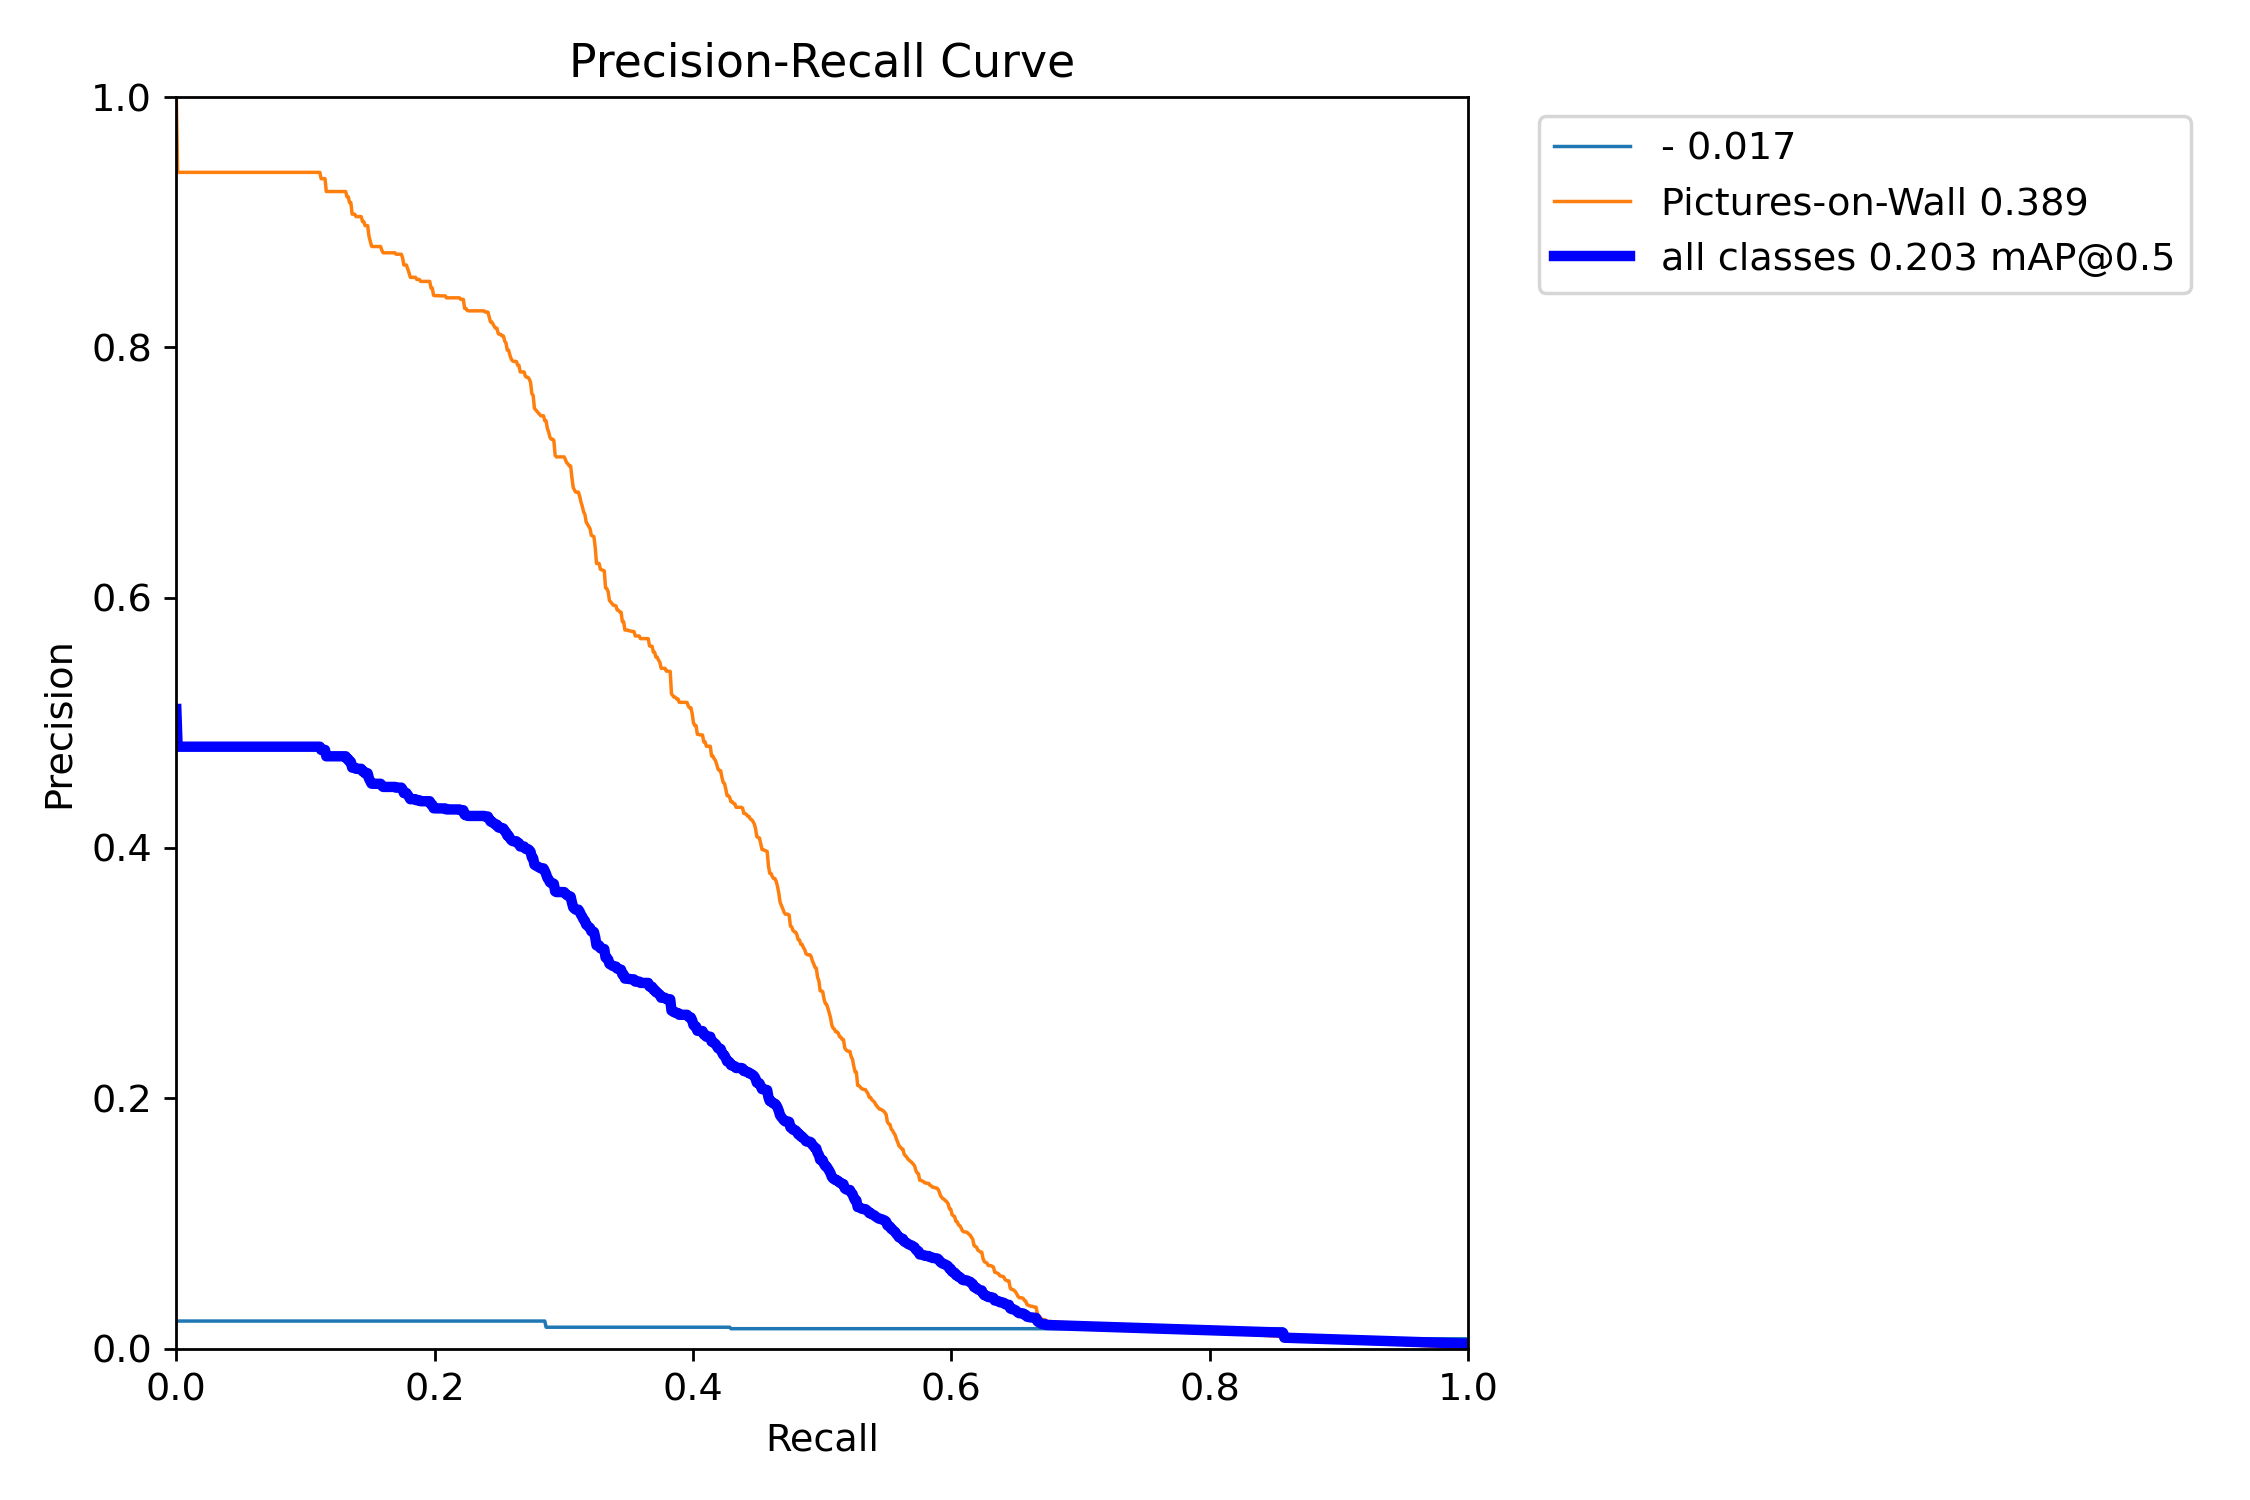 Precision-Recall Curve
- 0.017
Pictures-on-Wall 0.389
all classes 0.203 mAP@0.5
1.0
0.8
0.6
0.4
0.2
0.0
Precision
0.0 0.2 0.4 0.6 0.8 1.0
Recall